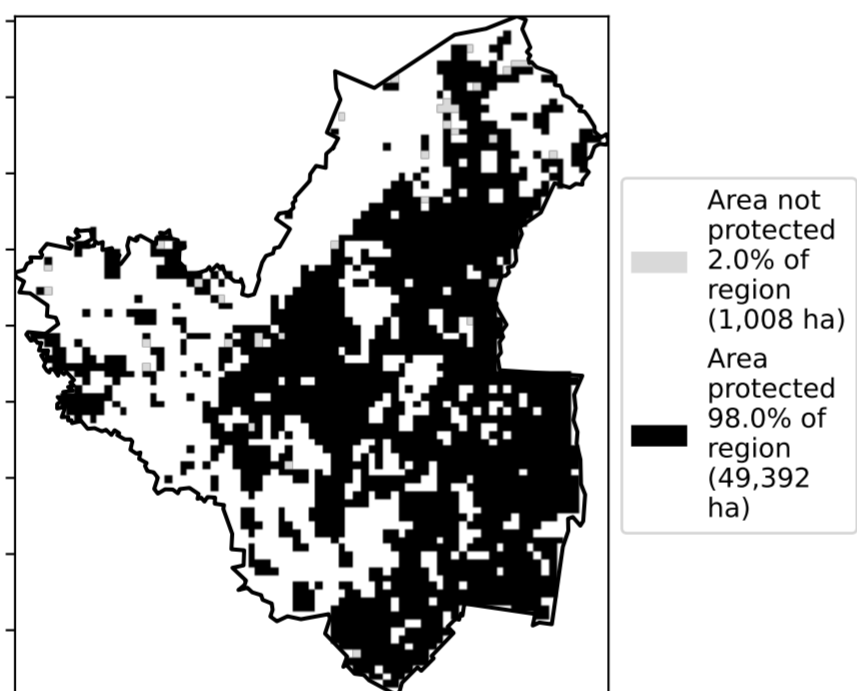 Area not
protected
2.0% of
region
(1,008 ha)
Area
protected
98.0% of
region
(49,392
ha)